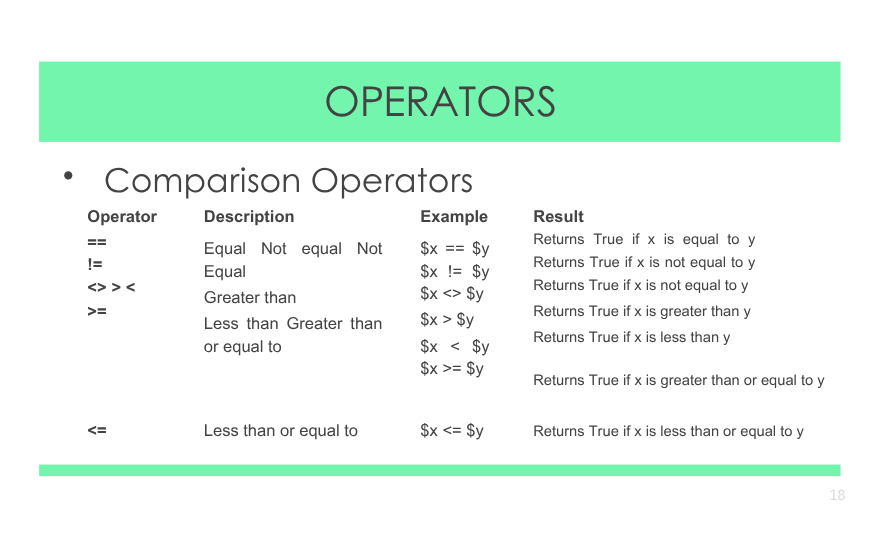 OPERATORS
• Comparison Operators
Operator Description Example Result
==
!=
<> > <
>=
Equal Not equal Not
Equal
Greater than
Less than Greater than
or equal to
$x == $y
$x != $y
$x <> $y
$x > $y
$x < $y
$x >= $y
Returns True if x is equal to y
Returns True if x is not equal to y
Returns True if x is not equal to y
Returns True if x is greater than y
Returns True if x is less than y
Returns True if x is greater than or equal to y
<= Less than or equal to $x <= $y Returns True if x is less than or equal to y
18